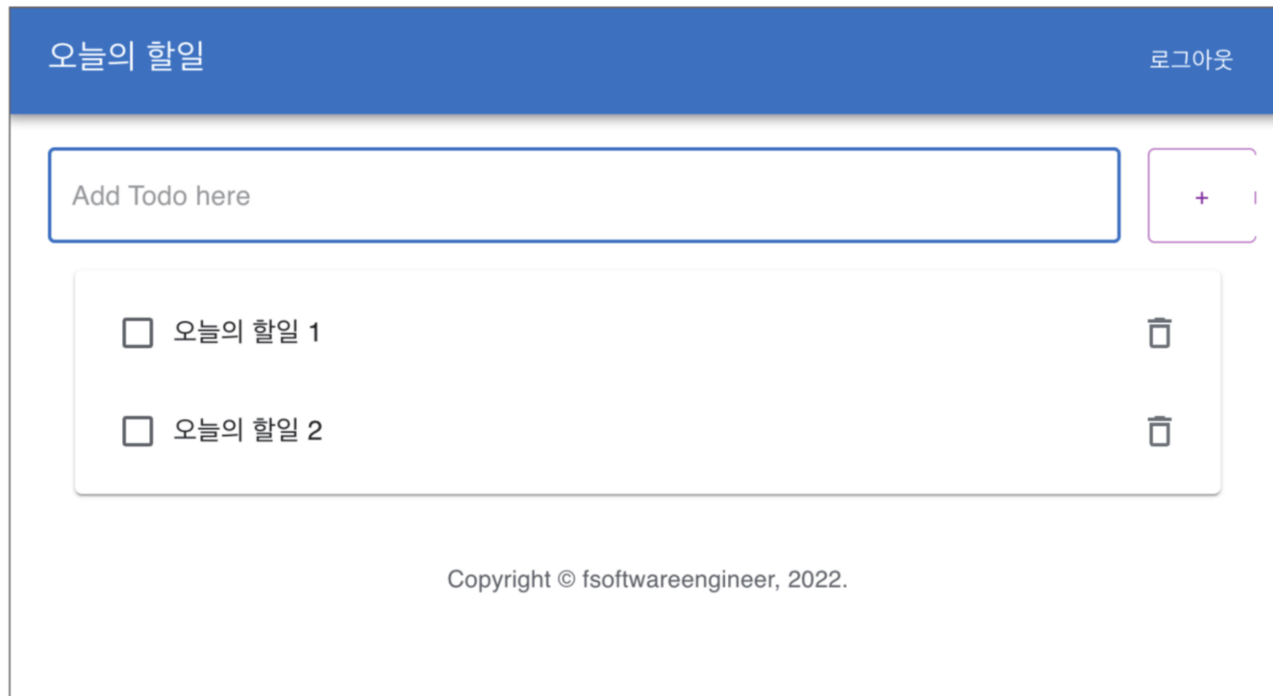 오늘의 할일
로그아웃
Add Todo here
+
오늘의 할일 1
오늘의 할일 2
Copyright © fsoftwareengineer, 2022.